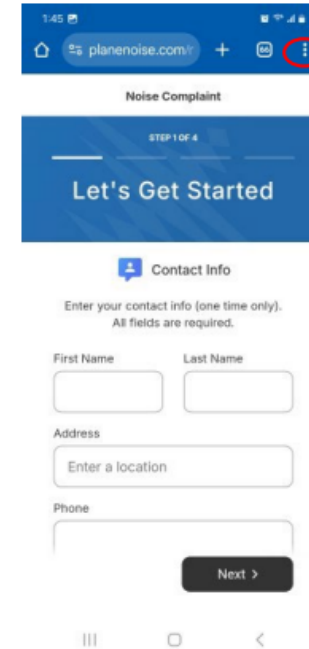 1:45
planenoise.com/r
66
Noise Complaint
STEP 1 OF 4
Let's Get Started
Contact Info
Enter your contact info (one time only).
All fields are required.
First Name Last Name
Address
Enter a location
Phone
Next >